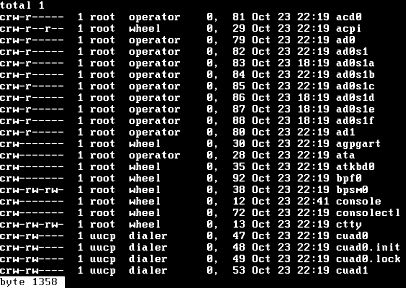 total 1
crw-r-----  1 root  operator    0,  81 Oct 23 22:19 acd0
crw-r--r--  1 root  wheel       0,  29 Oct 23 22:19 acpi
crw-r-----  1 root  operator    0,  79 Oct 23 22:19 ad0
crw-r-----  1 root  operator    0,  82 Oct 23 22:19 ad0s1
crw-r-----  1 root  operator    0,  83 Oct 23 18:19 ad0s1a
crw-r-----  1 root  operator    0,  84 Oct 23 22:19 ad0s1b
crw-r-----  1 root  operator    0,  85 Oct 23 22:19 ad0s1c
crw-r-----  1 root  operator    0,  86 Oct 23 18:19 ad0s1d
crw-r-----  1 root  operator    0,  87 Oct 23 18:19 ad0s1e
crw-r-----  1 root  operator    0,  88 Oct 23 18:19 ad0s1f
crw-r-----  1 root  operator    0,  80 Oct 23 22:19 ad1
crw-------  1 root  wheel       0,  30 Oct 23 22:19 agpgart
crw-------  1 root  operator    0,  28 Oct 23 22:19 ata
crw-------  1 root  wheel       0,  35 Oct 23 22:19 atkbd0
crw-------  1 root  wheel       0,  92 Oct 23 22:19 bpf0
crw-rw-rw-  1 root  wheel       0,  38 Oct 23 22:19 bpsm0
crw-------  1 root  wheel       0,  12 Oct 23 22:41 console
crw-------  1 root  wheel       0,  72 Oct 23 22:19 consolectl
crw-rw-rw-  1 root  wheel       0,  13 Oct 23 22:19 ctty
crw-rw----  1 uucp  dialer      0,  47 Oct 23 22:19 cuad0
crw-rw----  1 uucp  dialer      0,  48 Oct 23 22:19 cuad0.init
crw-rw----  1 uucp  dialer      0,  49 Oct 23 22:19 cuad0.lock
crw-rw----  1 uucp  dialer      0,  53 Oct 23 22:19 cuad1
byte 1358